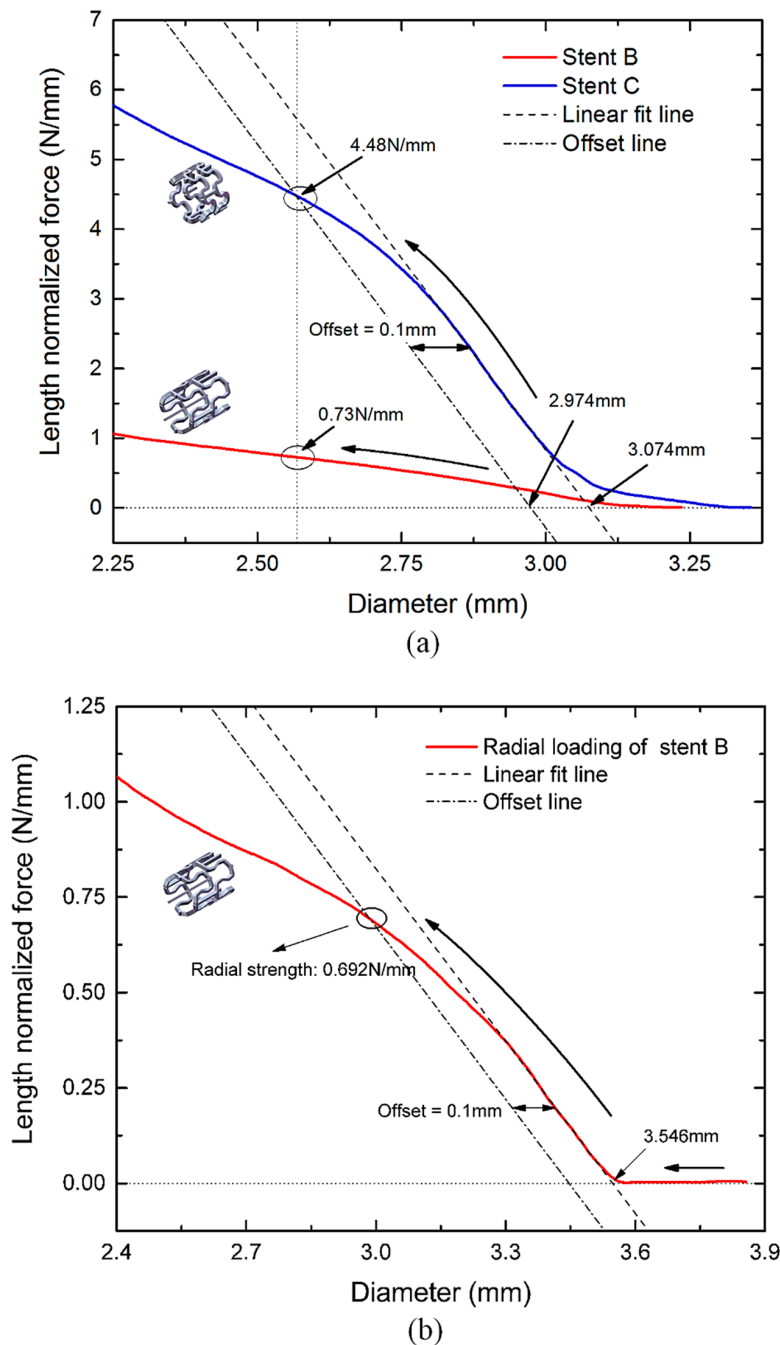 7
6
5
4
3
2
1
0
Length normalized force (N/mm)
Stent B
Stent C
Linear fit line
Offset line
4.48N/mm
Offset = 0.1mm
2.974mm
0.73N/mm
3.074mm
2.25 2.50 2.75 3.00 3.25
Diameter (mm)
(a)
1.25
1.00
0.75
0.50
0.25
0.00
Length normalized force (N/mm)
Radial loading of stent B
Linear fit line
Offset line
Radial strength: 0.692N/mm
Offset = 0.1mm
3.546mm
2.4 2.7 3.0 3.3 3.6 3.9
Diameter (mm)
(b)